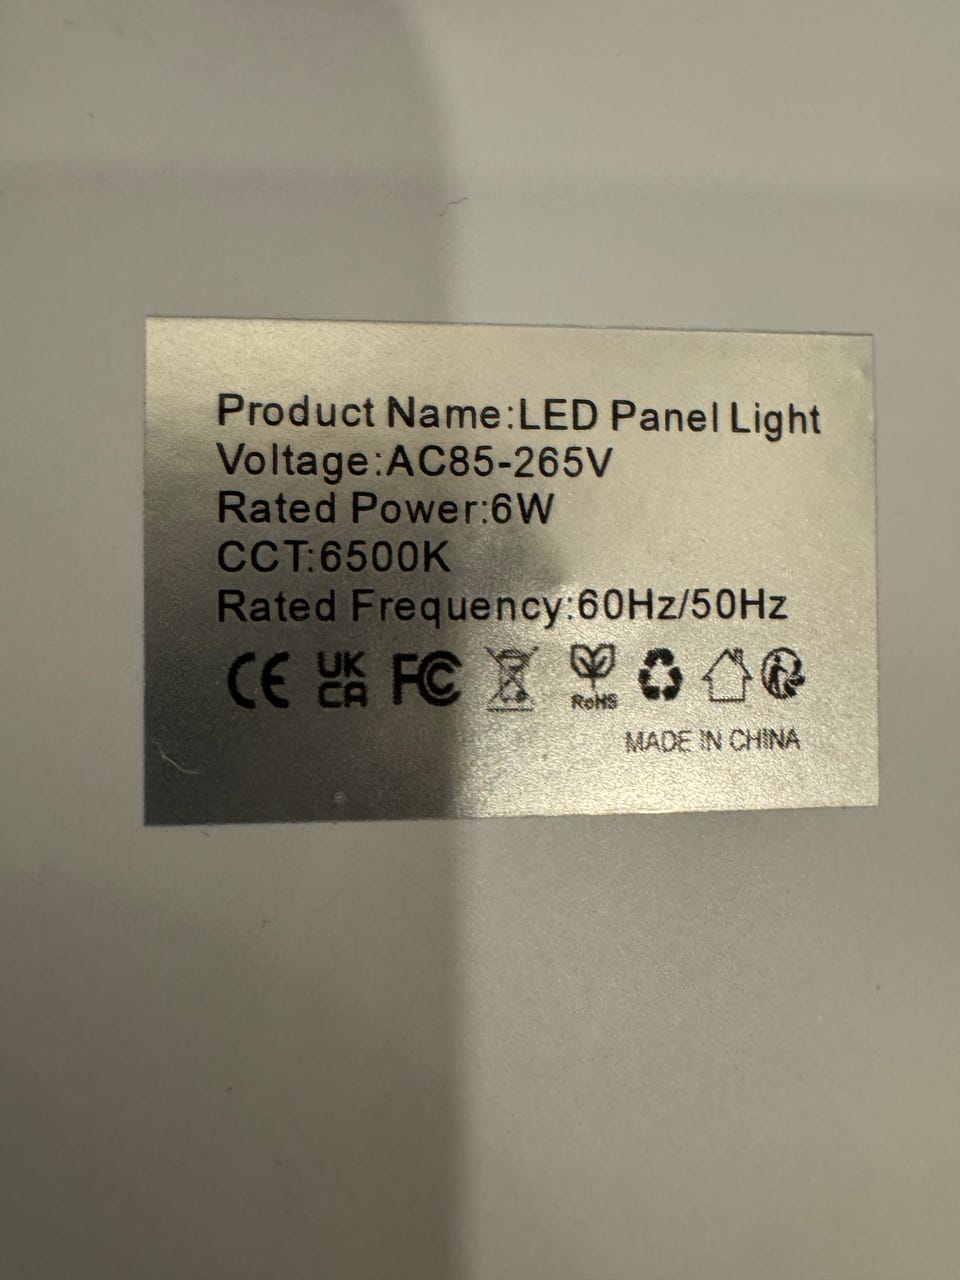 Product Name:LED Panel Light
Voltage:AC85-265V
Rated Power:6W
CCT:6500K
Rated Frequency:60Hz/50Hz
CE UK CA FC RoHS
MADE IN CHINA